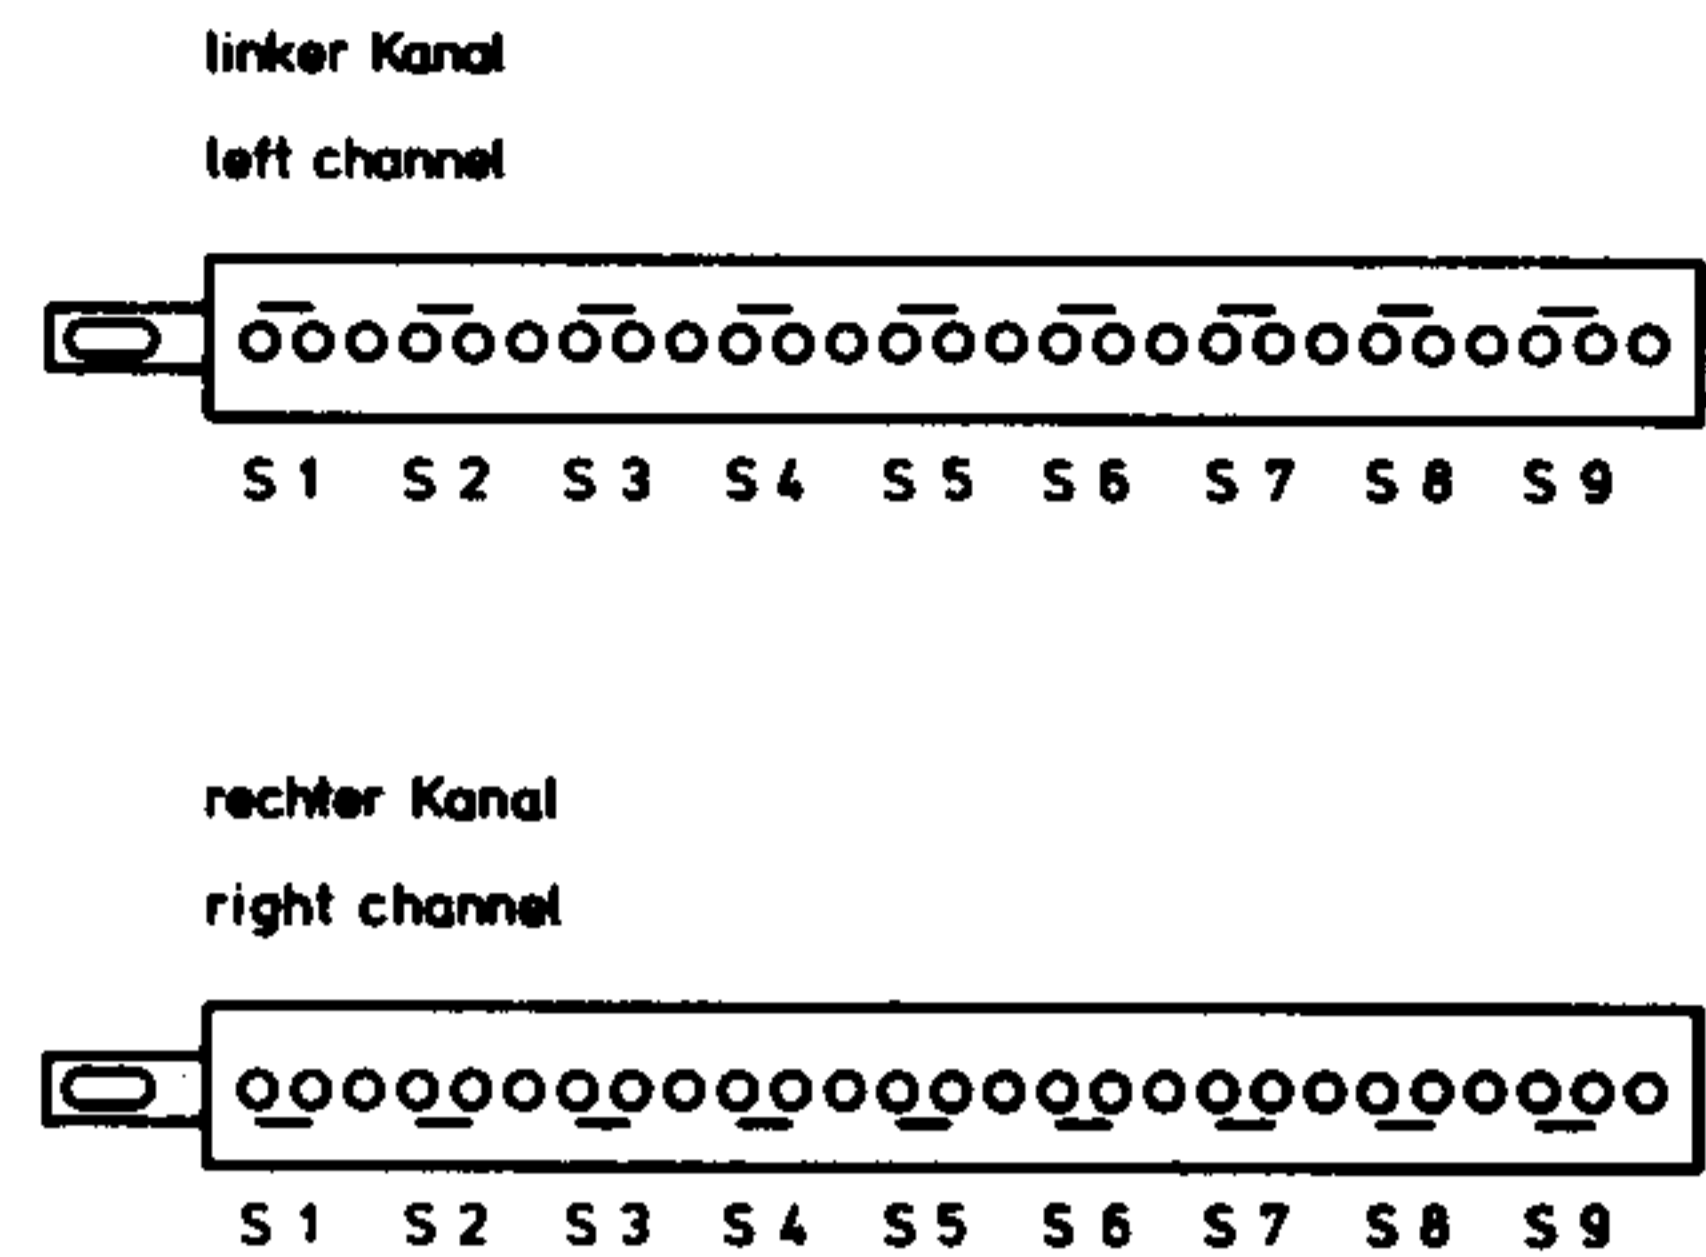 linker Kanal
left channel
S 1 S 2 S 3 S 4 S 5 S 6 S 7 S 8 S 9
rechter Kanal
right channel
S 1 S 2 S 3 S 4 S 5 S 6 S 7 S 8 S 9